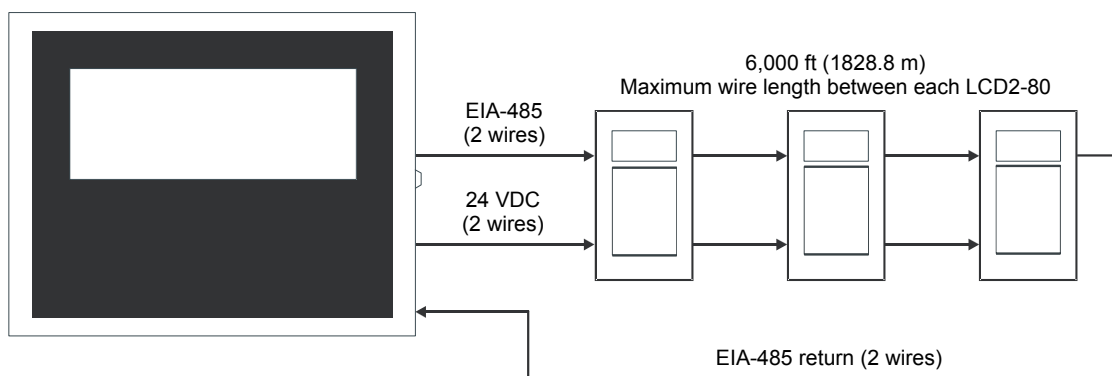 6,000 ft (1828.8 m)
Maximum wire length between each LCD2-80
EIA-485
(2 wires)
24 VDC
(2 wires)
EIA-485 return (2 wires)